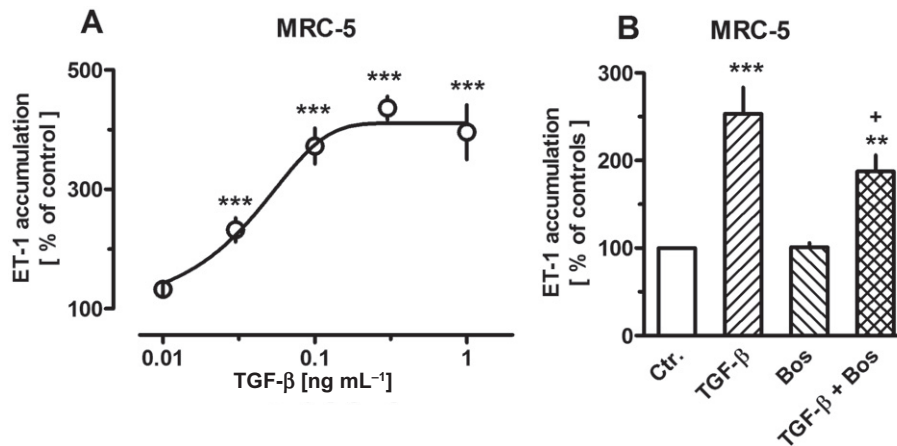 A
MRC-5
ET-1 accumulation
[ % of control ]
500
300
100
***
***
***
***
0.01
0.1
1
TGF-β [ng mL⁻¹]
B
MRC-5
ET-1 accumulation
[ % of controls ]
300
200
100
0
***
+
**
Ctr.
TGF-β
Bos
TGF-β + Bos